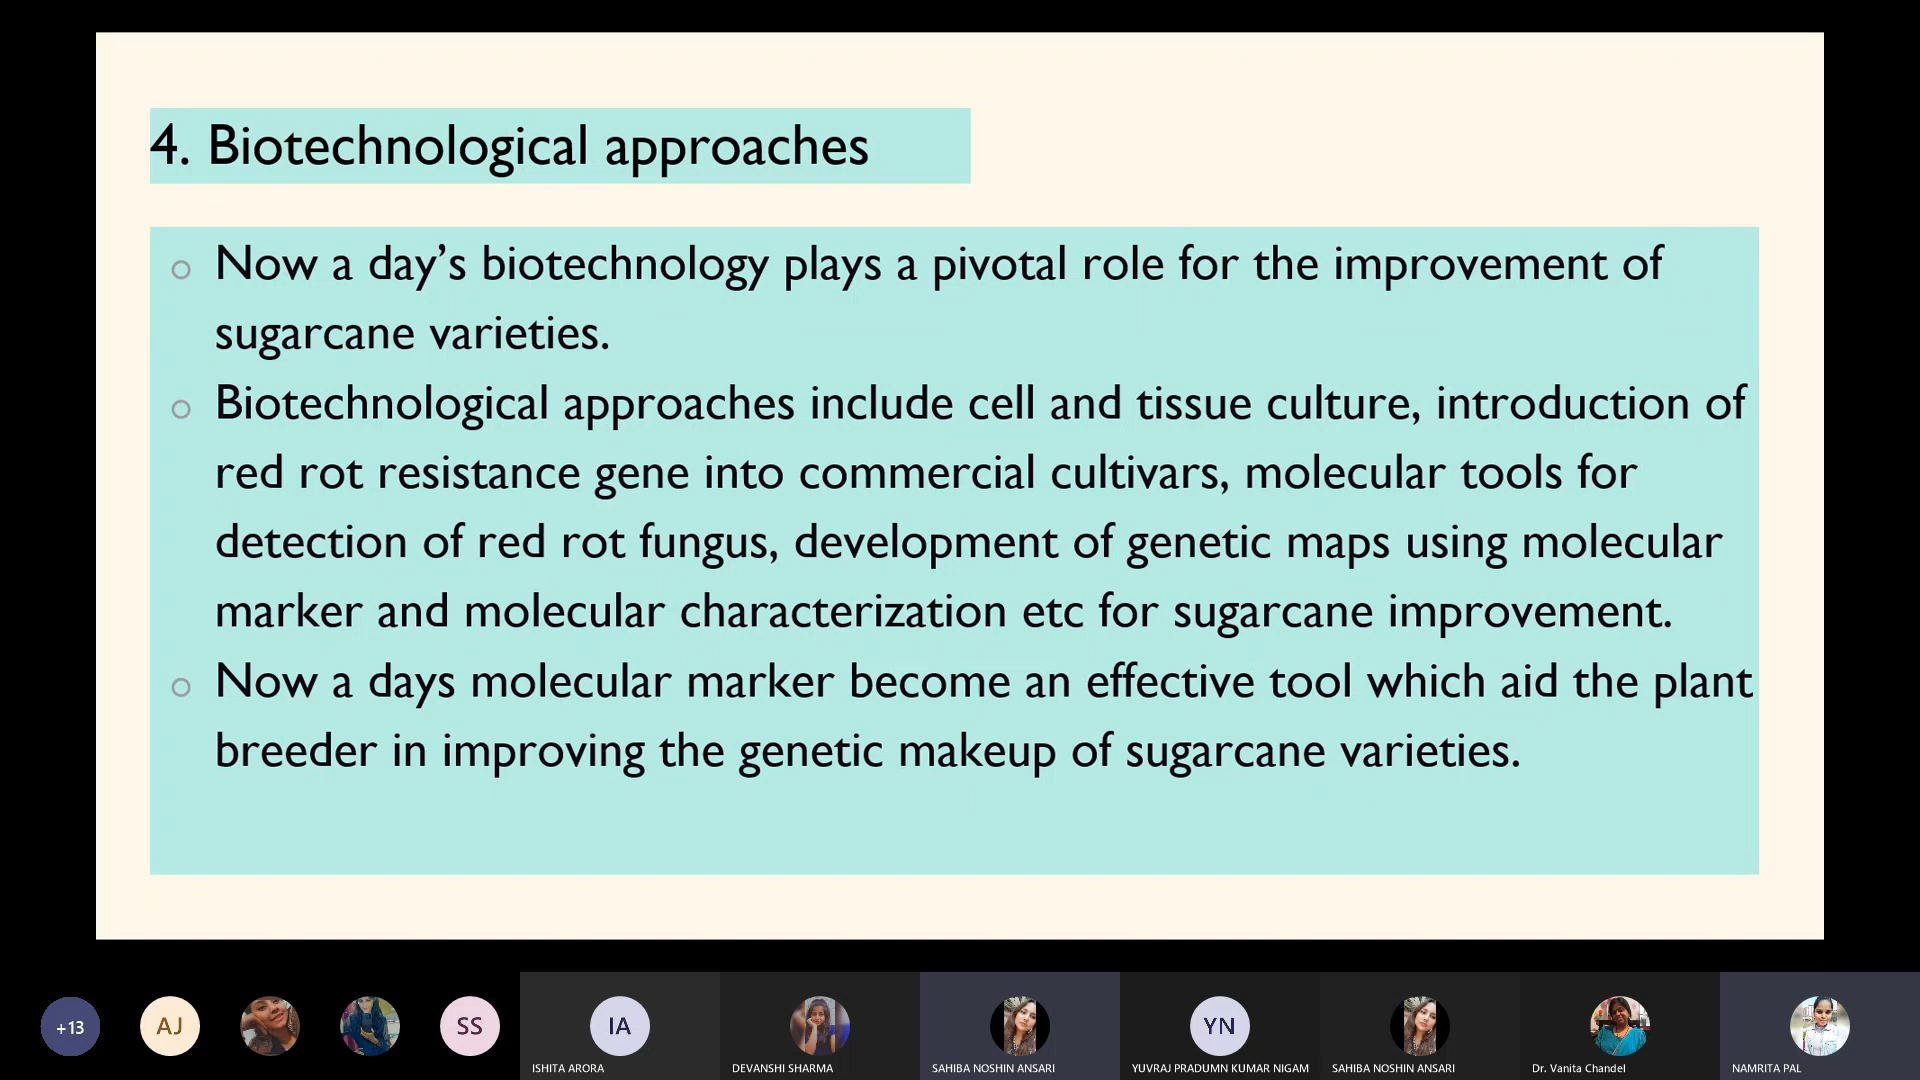 4. Biotechnological approaches
Now a day’s biotechnology plays a pivotal role for the improvement of
sugarcane varieties.
Biotechnological approaches include cell and tissue culture, introduction of
red rot resistance gene into commercial cultivars, molecular tools for
detection of red rot fungus, development of genetic maps using molecular
marker and molecular characterization etc for sugarcane improvement.
Now a days molecular marker become an effective tool which aid the plant
breeder in improving the genetic makeup of sugarcane varieties.
+13 AJ SS IA YN
ISHITA ARORA DEVANSHI SHARMA SAHIBA NOSHIN ANSARI YUVRAJ PRADUMN KUMAR NIGAM SAHIBA NOSHIN ANSARI Dr. Vanita Chandel NAMRITA PAL